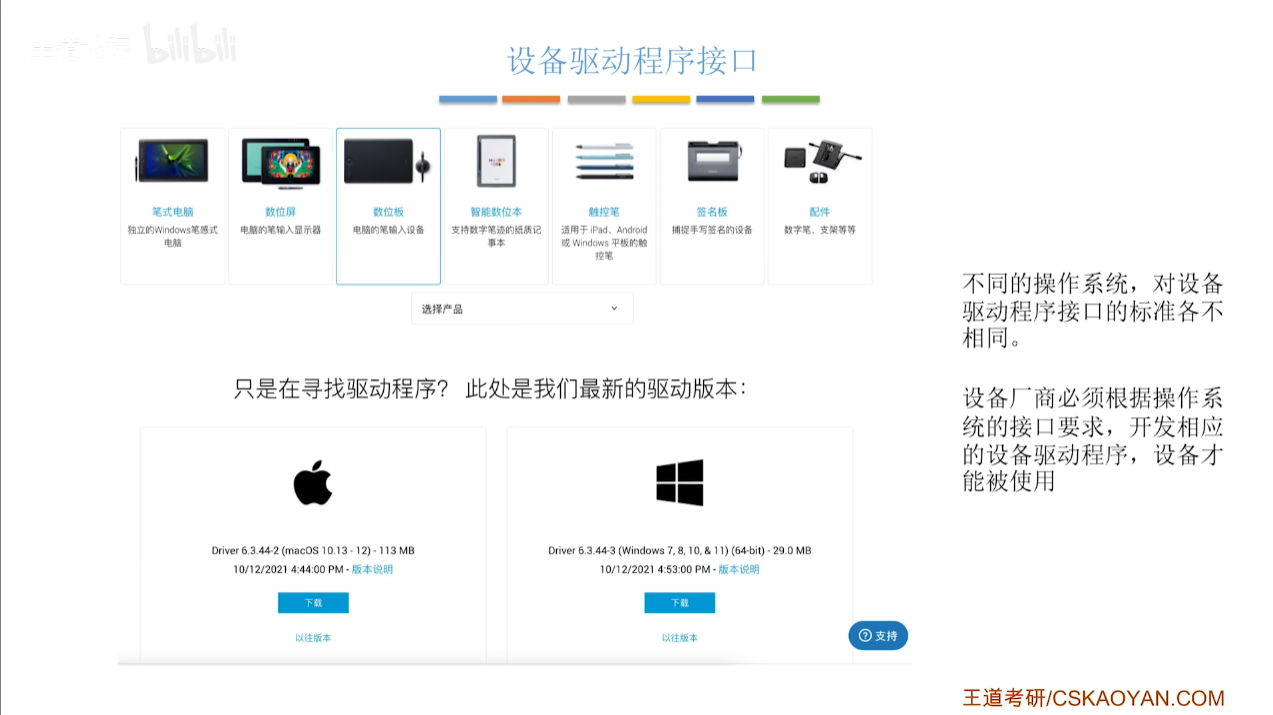 bilibili
设备驱动程序接口
笔式电脑
独立的Windows笔感式
电脑
数位屏
电脑的笔输入显示器
数位板
电脑的笔输入设备
智能数位本
支持数字笔迹的纸质记
事本
触控笔
适用于 iPad、Android
或 Windows 平板的触
控笔
签名板
捕捉手写签名的设备
配件
数字笔、支架等等
选择产品
不同的操作系统，对设备
驱动程序接口的标准各不
相同。
设备厂商必须根据操作系
统的接口要求，开发相应
的设备驱动程序，设备才
能被使用
只是在寻找驱动程序？ 此处是我们最新的驱动版本：
Driver 6.3.44-2 (macOS 10.13 - 12) - 113 MB
10/12/2021 4:44:00 PM - 版本说明
下载
以往版本
Driver 6.3.44-3 (Windows 7, 8, 10, & 11) (64-bit) - 29.0 MB
10/12/2021 4:53:00 PM - 版本说明
下载
以往版本
支持
王道考研/CSKAOYAN.COM